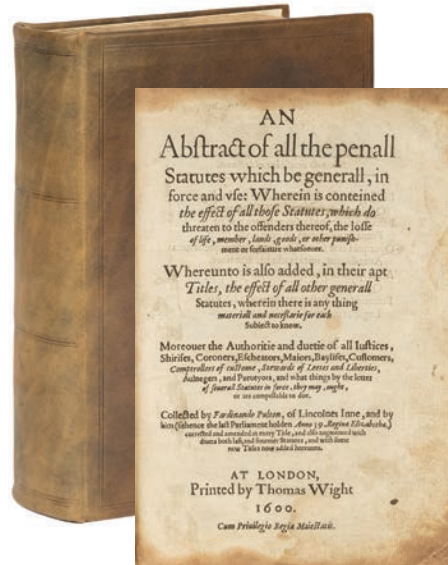 AN
Abſtract of all the penall
Statutes which be generall, in
force and vſe: Wherein is conteined
the effect of all thoſe Statutes, which do
threaten to the offenders thereof, the loſſe
of life, member, lands, goods, or other puniſh-
ment or forfaiture whatſoeuer.
Whereunto is alſo added, in their apt
Titles, the effect of all other generall
Statutes, wherein there is any thing
materiall and neceſſarie for each
Subiect to know.
Moreouer the Authoritie and duetie of all Iuſtices,
Shirifes, Coroners, Eſcheators, Maiors, Baylifes, Cuſtomers,
Comptrollers of cuſtome, Stewards of Leetes and Liberties,
Aulnegers, and Purueyors, and what things by the letter
of ſeuerall Statutes in force, they may, ought,
or are compellable to doe.
Collected by Ferdinando Pulton, of Lincolnes Inne, and by
him (ſithence the laſt Parliament holden Anno 39. Reginæ Eliſabethæ,)
corrected and amended in euery Title, and alſo augmented with
diuers both laſt, and fourmer Statutes, and with ſome
new Titles now added hereunto.
AT LONDON,
Printed by Thomas Wight
1600.
Cum Priuilegio Regiæ Maieſtatis.